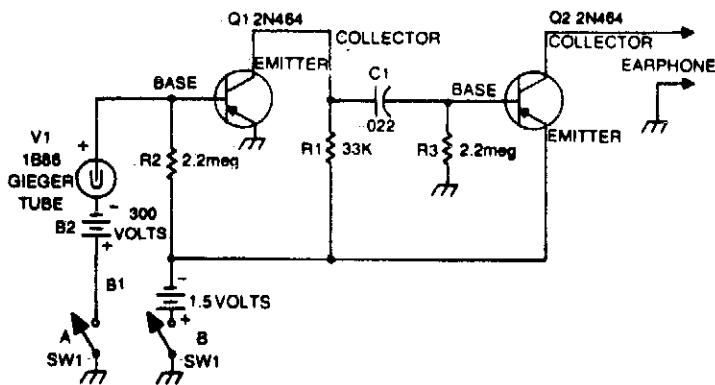 Q1 2N464
Q2 2N464
COLLECTOR
COLLECTOR
EMITTER
EARPHONE
BASE
C1
BASE
V1
+
022
EMITTER
1B86
R2
2.2meg
R1
33K
R3
2.2meg
GIEGER
TUBE
-
B2
300
VOLTS
+
B1
-
1.5 VOLTS
+
A
B
SW1
SW1